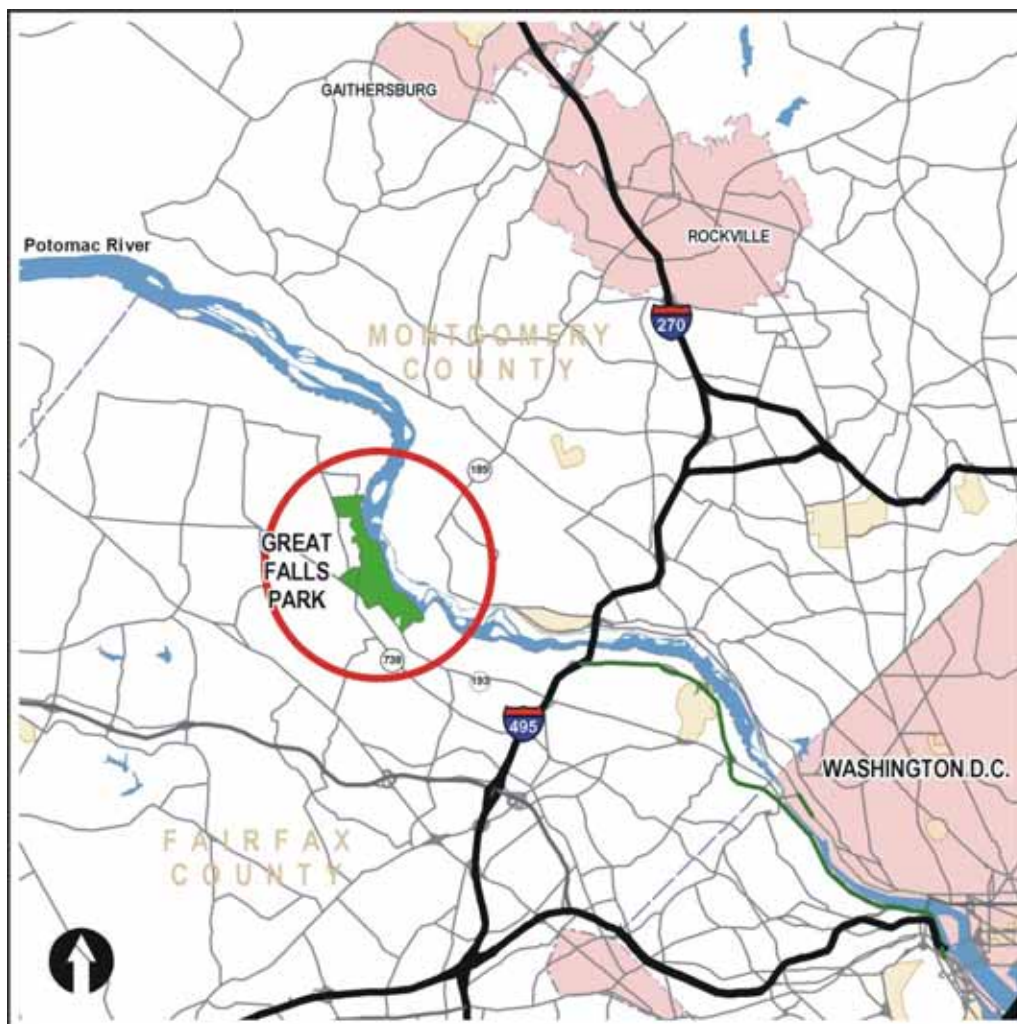 GAITHERSBURG
ROCKVILLE
Potomac River
270
MONTGOMERY
COUNTY
189
GREAT
FALLS
PARK
738
193
495
WASHINGTON D.C.
FAIRFAX
COUNTY